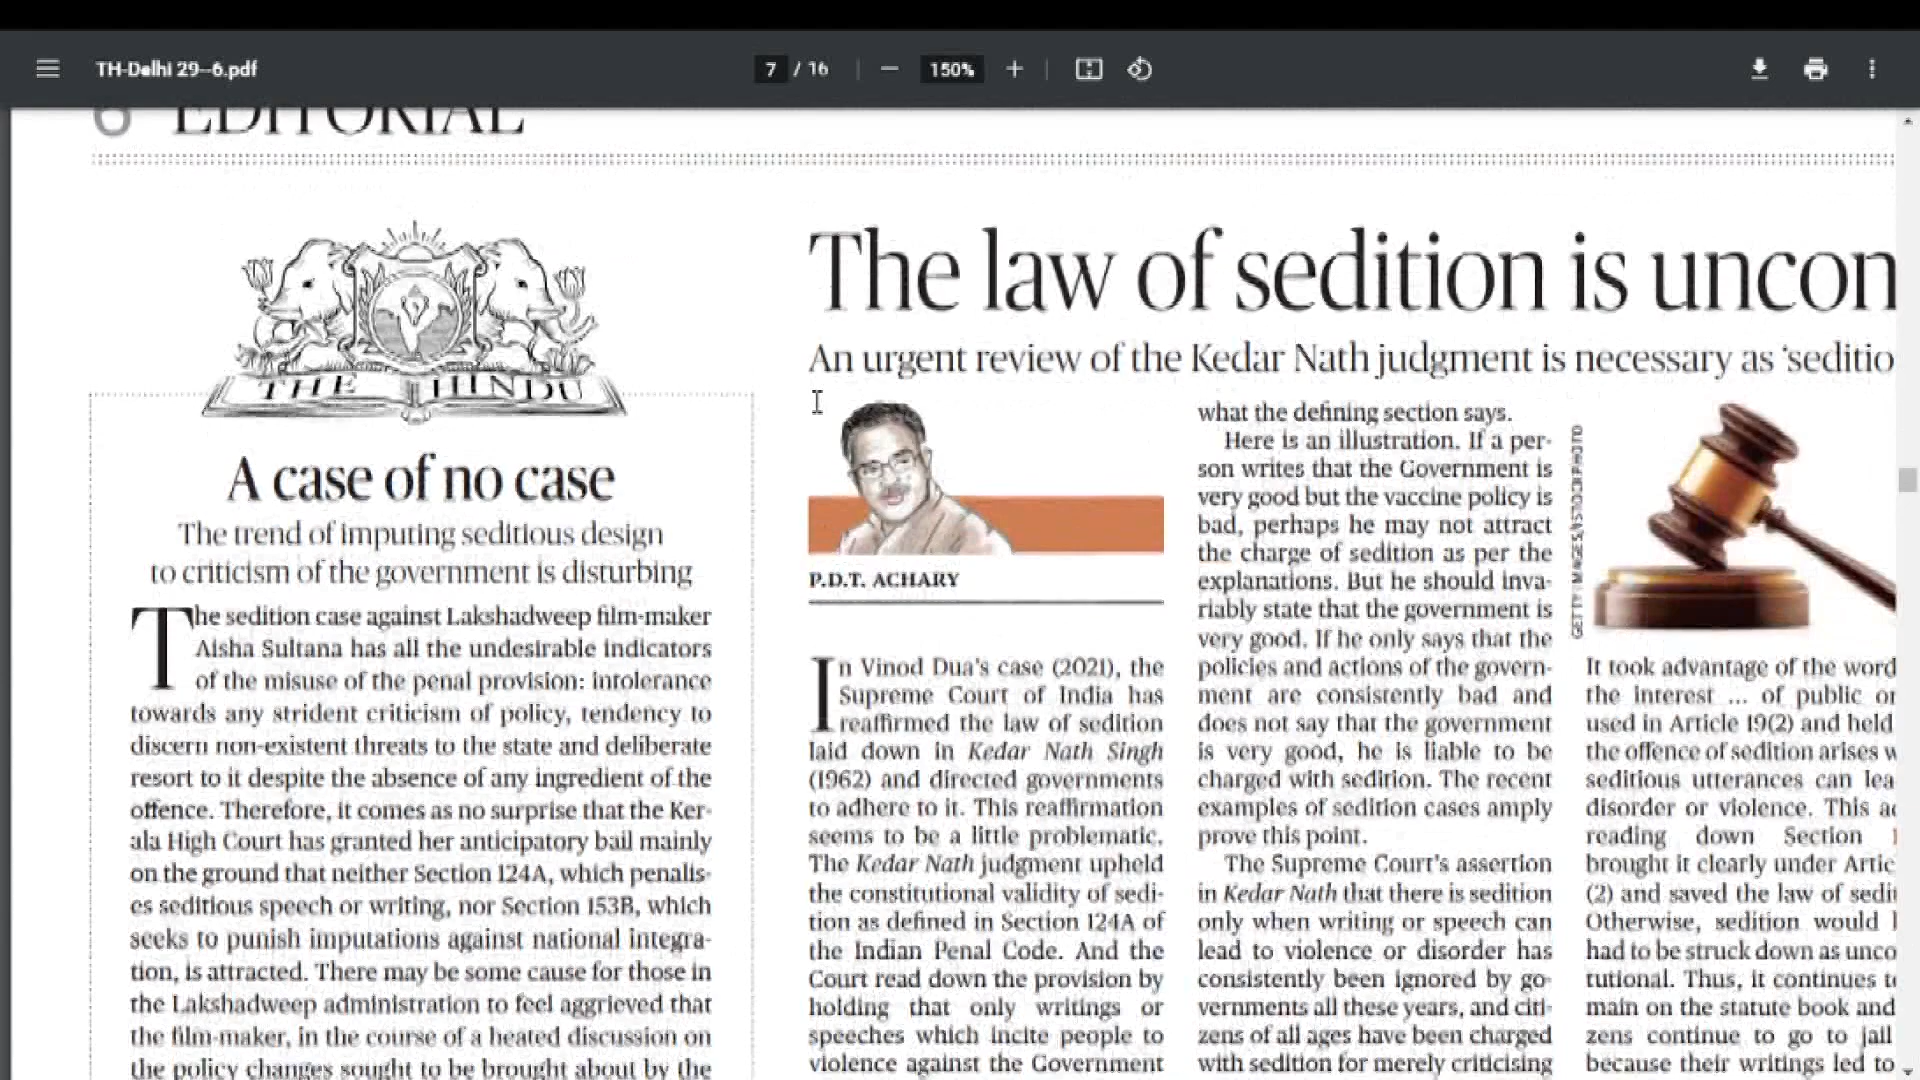 TH-Delhi 29--6.pdf
7 / 16
150%
6 EDITORIAL
THE HINDU
A case of no case
The trend of imputing seditious design
to criticism of the government is disturbing
The sedition case against Lakshadweep film-maker
Aisha Sultana has all the undesirable indicators
of the misuse of the penal provision: intolerance
towards any strident criticism of policy, tendency to
discern non-existent threats to the state and deliberate
resort to it despite the absence of any ingredient of the
offence. Therefore, it comes as no surprise that the Ker-
ala High Court has granted her anticipatory bail mainly
on the ground that neither Section 124A, which penalis-
es seditious speech or writing, nor Section 153B, which
seeks to punish imputations against national integra-
tion, is attracted. There may be some cause for those in
the Lakshadweep administration to feel aggrieved that
the film-maker, in the course of a heated discussion on
the policy changes sought to be brought about by the
The law of sedition is uncon
An urgent review of the Kedar Nath judgment is necessary as ‘seditio
P.D.T. ACHARY
In Vinod Dua's case (2021), the
Supreme Court of India has
reaffirmed the law of sedition
laid down in Kedar Nath Singh
(1962) and directed governments
to adhere to it. This reaffirmation
seems to be a little problematic.
The Kedar Nath judgment upheld
the constitutional validity of sedi-
tion as defined in Section 124A of
the Indian Penal Code. And the
Court read down the provision by
holding that only writings or
speeches which incite people to
violence against the Government
what the defining section says.
Here is an illustration. If a per-
son writes that the Government is
very good but the vaccine policy is
bad, perhaps he may not attract
the charge of sedition as per the
explanations. But he should inva-
riably state that the government is
very good. If he only says that the
policies and actions of the govern-
ment are consistently bad and
does not say that the government
is very good, he is liable to be
charged with sedition. The recent
examples of sedition cases amply
prove this point.
The Supreme Court's assertion
in Kedar Nath that there is sedition
only when writing or speech can
lead to violence or disorder has
consistently been ignored by go-
vernments all these years, and citi-
zens of all ages have been charged
with sedition for merely criticising
GETTY IMAGES/ISTOCKPHOTO
It took advantage of the word
the interest ... of public or
used in Article 19(2) and held
the offence of sedition arises w
seditious utterances can lea
disorder or violence. This a
reading down Section 1
brought it clearly under Artic
(2) and saved the law of sedi
Otherwise, sedition would
had to be struck down as unco
tutional. Thus, it continues t
main on the statute book and
zens continue to go to jail
because their writings led to